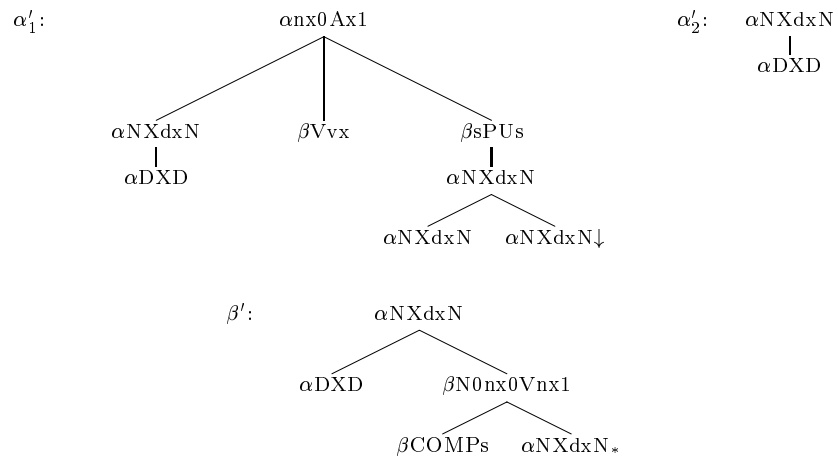 α′₁: αnx0Ax1 α′₂: αNXdxN
αDXD
αNXdxN βVvx βsPUs
αDXD αNXdxN
αNXdxN αNXdxN↓
β′: αNXdxN
αDXD βN0nx0Vnx1
βCOMPs αNXdxN*